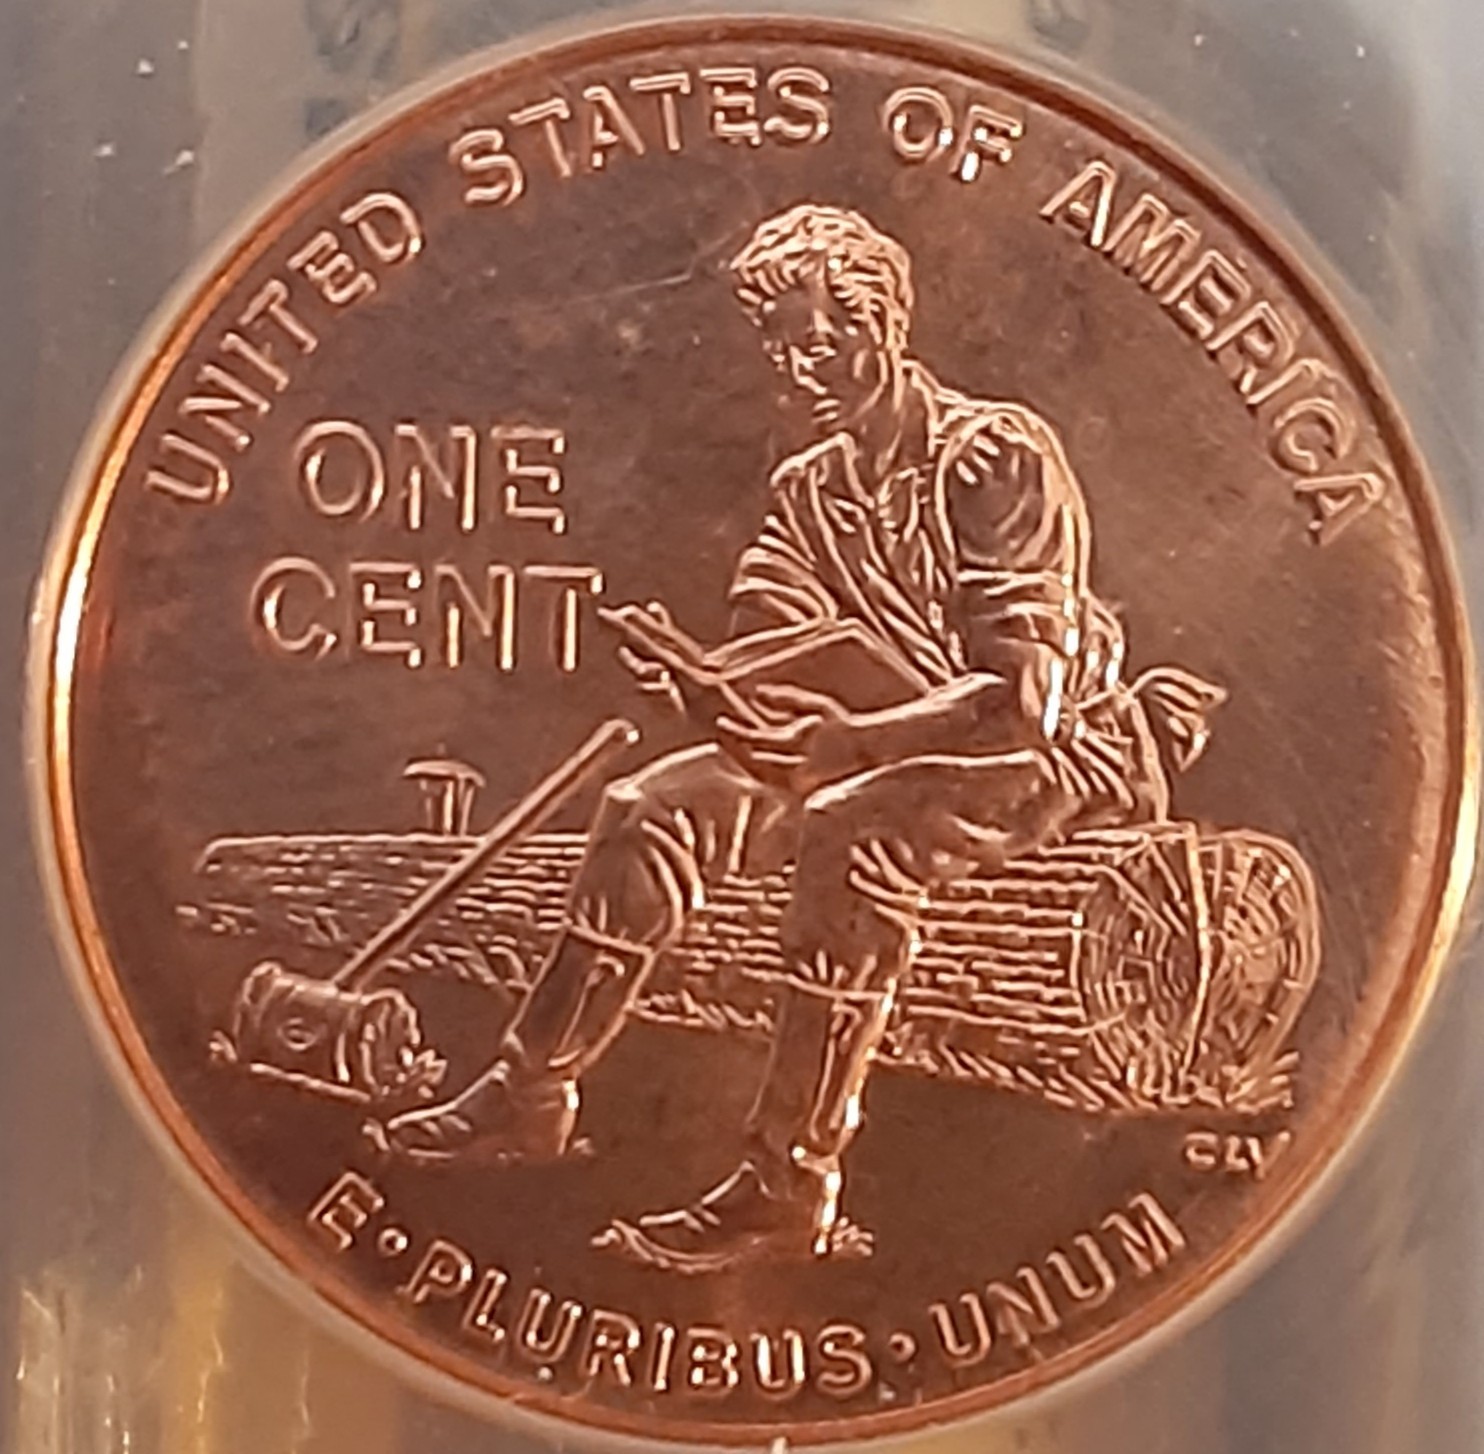 UNITED STATES OF AMERICA
ONE
CENT
CLV
E·PLURIBUS·UNUM